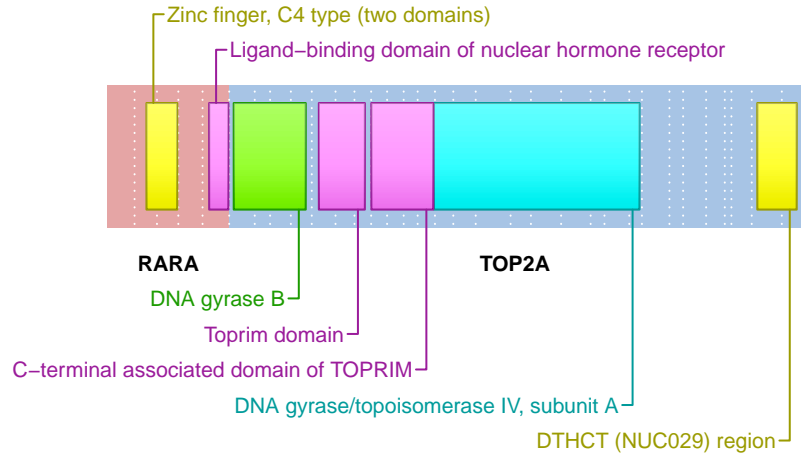 Zinc finger, C4 type (two domains)
Ligand−binding domain of nuclear hormone receptor
RARA
TOP2A
DNA gyrase B
Toprim domain
C−terminal associated domain of TOPRIM
DNA gyrase/topoisomerase IV, subunit A
DTHCT (NUC029) region